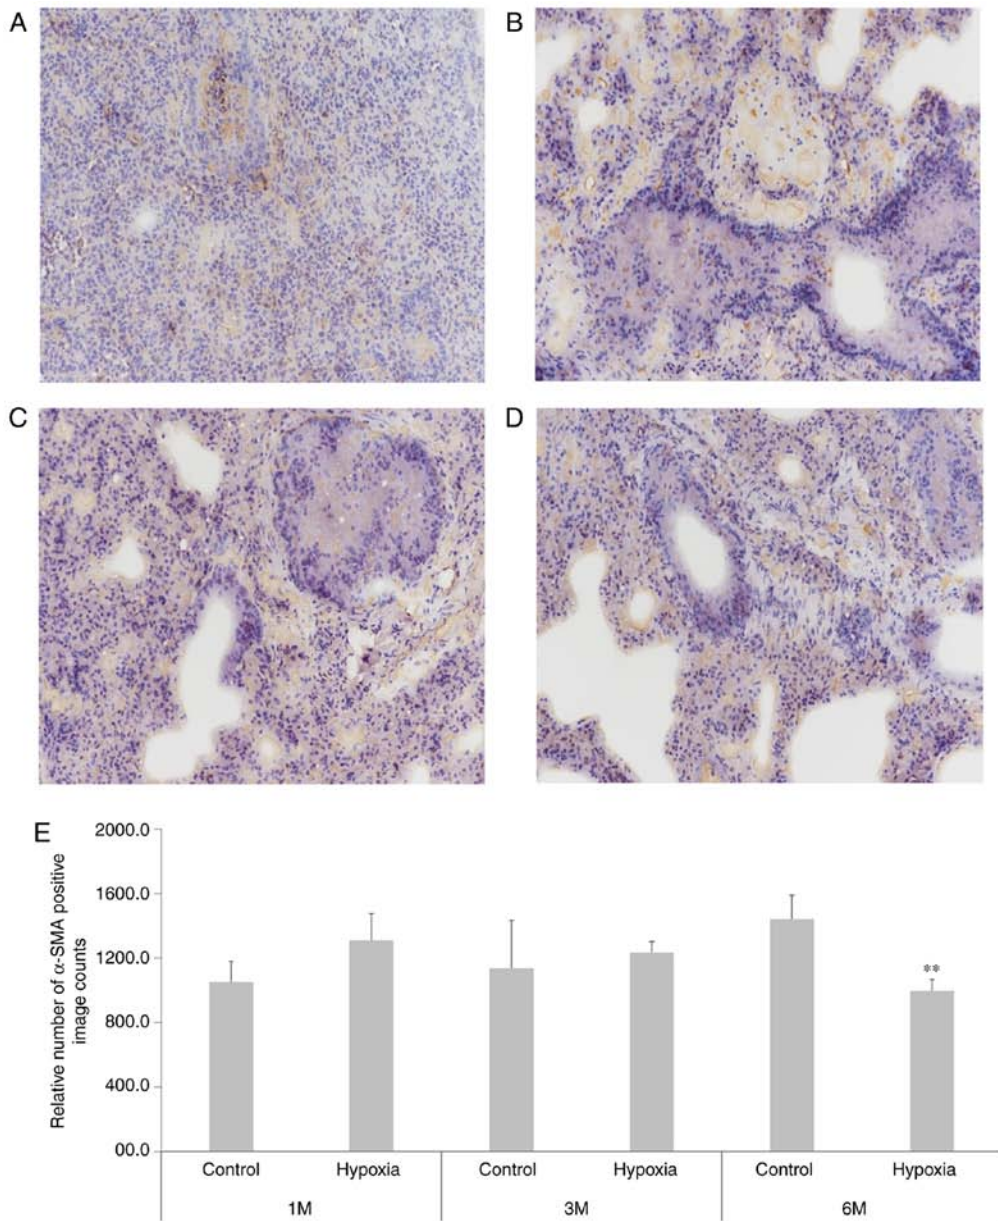 A
B
C
D
E
Relative number of α-SMA positive
image counts
2000.0
1600.0
1200.0
800.0
400.0
00.0
**
Control Hypoxia Control Hypoxia Control Hypoxia
1M 3M 6M